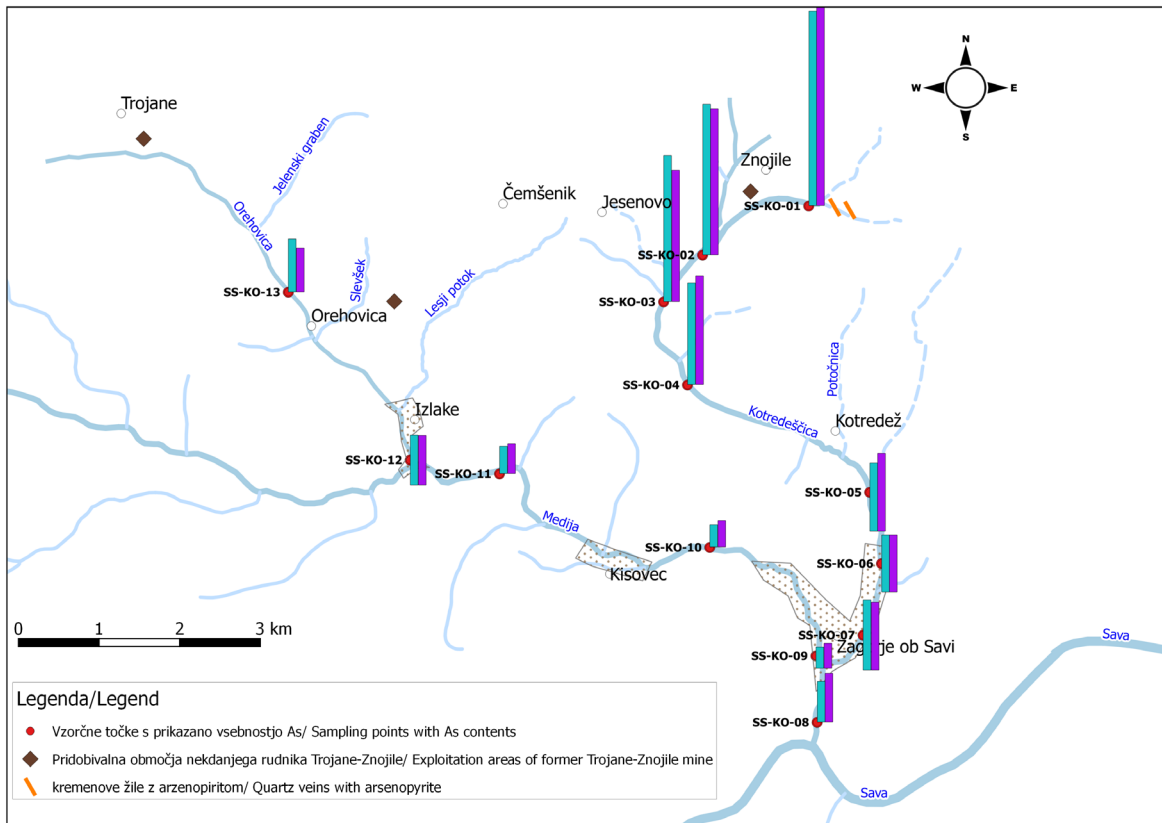 N
W
E
S
Trojane
Jelenski graben
Znojile
Čemšenik
Jesenovo
SS-KO-01
Orehovica
SS-KO-02
Slevšek
Lesji potok
SS-KO-13
SS-KO-03
Orehovica
Potočnica
SS-KO-04
Izlake
Kotredeščica
Kotredež
SS-KO-12
SS-KO-11
SS-KO-05
Medija
SS-KO-10
SS-KO-06
Kisovec
0 1 2 3 km
SS-KO-07
Sava
Zagorje ob Savi
SS-KO-09
SS-KO-08
Sava
Legenda/Legend
Vzorčne točke s prikazano vsebnostjo As/ Sampling points with As contents
Pridobivalna območja nekdanjega rudnika Trojane-Znojile/ Exploitation areas of former Trojane-Znojile mine
kremenove žile z arzenopiritom/ Quartz veins with arsenopyrite